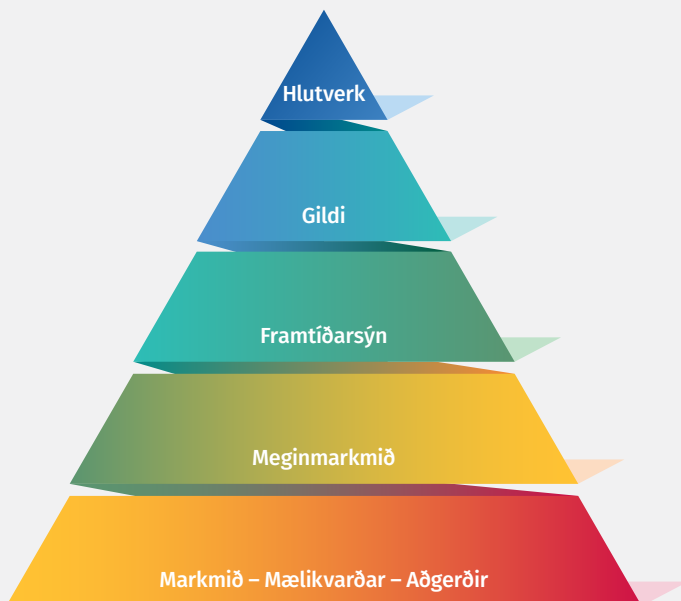 Hlutverk
Gildi
Framtíðarsýn
Meginmarkmið
Markmið – Mælikvarðar – Aðgerðir